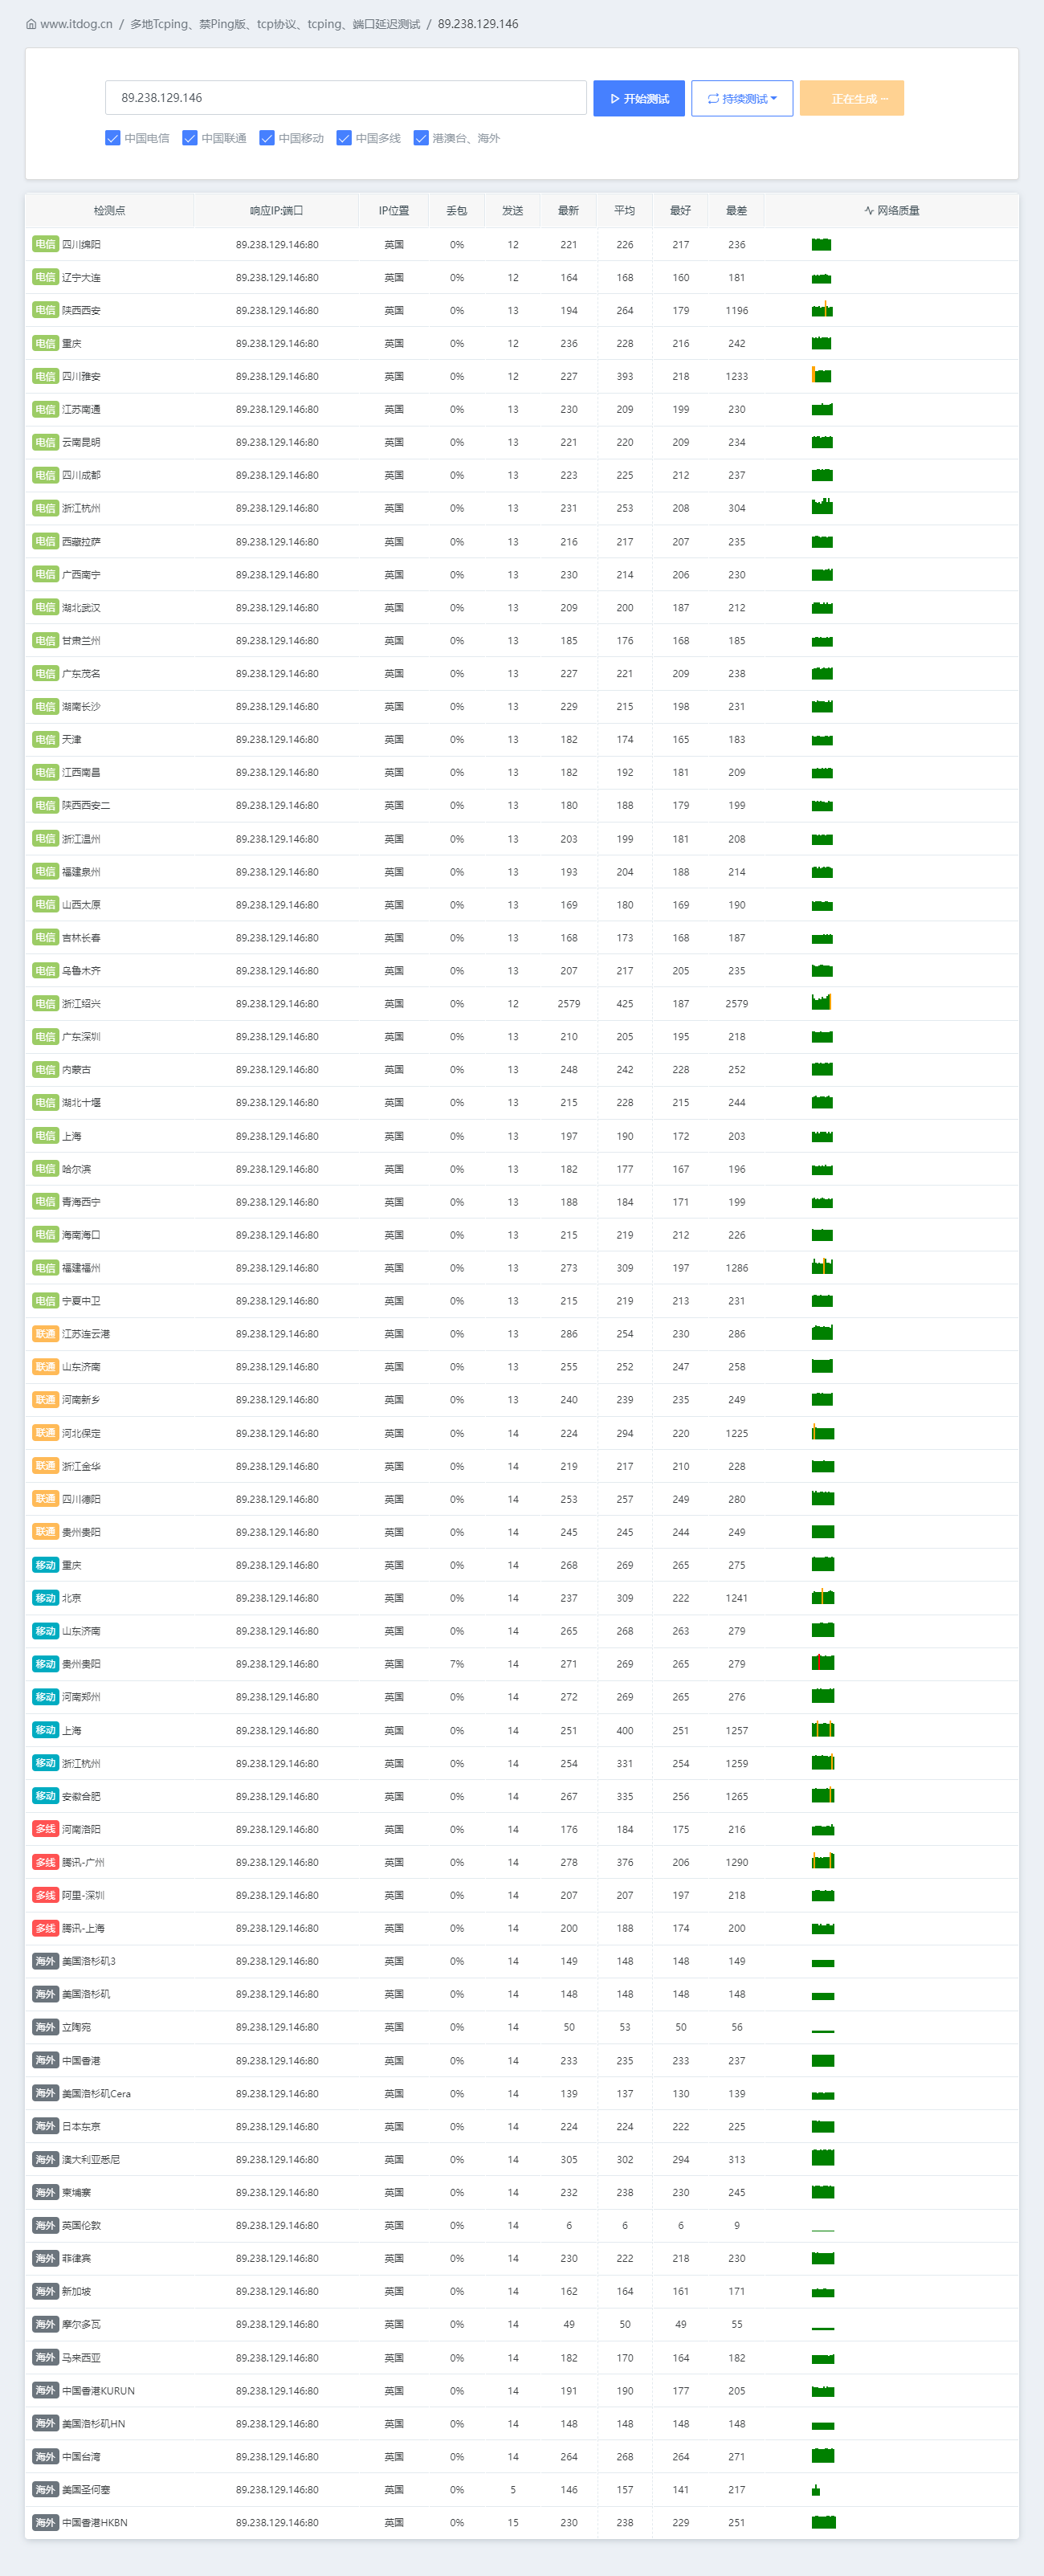 www.itdog.cn / 多地Tcping、禁Ping版、tcp协议、tcping、端口延迟测试 / 89.238.129.146
89.238.129.146 开始测试 持续测试 正在生成 ...
中国电信 中国联通 中国移动 中国多线 港澳台、海外
检测点 响应IP:端口 IP位置 丢包 发送 最新 平均 最好 最差 网络质量
电信 四川绵阳 89.238.129.146:80 英国 0% 12 221 226 217 236
电信 辽宁大连 89.238.129.146:80 英国 0% 12 164 168 160 181
电信 陕西西安 89.238.129.146:80 英国 0% 13 194 264 179 1196
电信 重庆 89.238.129.146:80 英国 0% 12 236 228 216 242
电信 四川雅安 89.238.129.146:80 英国 0% 12 227 393 218 1233
电信 江苏南通 89.238.129.146:80 英国 0% 13 230 209 199 230
电信 云南昆明 89.238.129.146:80 英国 0% 13 221 220 209 234
电信 四川成都 89.238.129.146:80 英国 0% 13 223 225 212 237
电信 浙江杭州 89.238.129.146:80 英国 0% 13 231 253 208 304
电信 西藏拉萨 89.238.129.146:80 英国 0% 13 216 217 207 235
电信 广西南宁 89.238.129.146:80 英国 0% 13 230 214 206 230
电信 湖北武汉 89.238.129.146:80 英国 0% 13 209 200 187 212
电信 甘肃兰州 89.238.129.146:80 英国 0% 13 185 176 168 185
电信 广东茂名 89.238.129.146:80 英国 0% 13 227 221 209 238
电信 湖南长沙 89.238.129.146:80 英国 0% 13 229 215 198 231
电信 天津 89.238.129.146:80 英国 0% 13 182 174 165 183
电信 江西南昌 89.238.129.146:80 英国 0% 13 182 192 181 209
电信 陕西西安二 89.238.129.146:80 英国 0% 13 180 188 179 199
电信 浙江温州 89.238.129.146:80 英国 0% 13 203 199 181 208
电信 福建泉州 89.238.129.146:80 英国 0% 13 193 204 188 214
电信 山西太原 89.238.129.146:80 英国 0% 13 169 180 169 190
电信 吉林长春 89.238.129.146:80 英国 0% 13 168 173 168 187
电信 乌鲁木齐 89.238.129.146:80 英国 0% 13 207 217 205 235
电信 浙江绍兴 89.238.129.146:80 英国 0% 12 2579 425 187 2579
电信 广东深圳 89.238.129.146:80 英国 0% 13 210 205 195 218
电信 内蒙古 89.238.129.146:80 英国 0% 13 248 242 228 252
电信 湖北十堰 89.238.129.146:80 英国 0% 13 215 228 215 244
电信 上海 89.238.129.146:80 英国 0% 13 197 190 172 203
电信 哈尔滨 89.238.129.146:80 英国 0% 13 182 177 167 196
电信 青海西宁 89.238.129.146:80 英国 0% 13 188 184 171 199
电信 海南海口 89.238.129.146:80 英国 0% 13 215 219 212 226
电信 福建福州 89.238.129.146:80 英国 0% 13 273 309 197 1286
电信 宁夏中卫 89.238.129.146:80 英国 0% 13 215 219 213 231
联通 江苏连云港 89.238.129.146:80 英国 0% 13 286 254 230 286
联通 山东济南 89.238.129.146:80 英国 0% 13 255 252 247 258
联通 河南新乡 89.238.129.146:80 英国 0% 13 240 239 235 249
联通 河北保定 89.238.129.146:80 英国 0% 14 224 294 220 1225
联通 浙江金华 89.238.129.146:80 英国 0% 14 219 217 210 228
联通 四川德阳 89.238.129.146:80 英国 0% 14 253 257 249 280
联通 贵州贵阳 89.238.129.146:80 英国 0% 14 245 245 244 249
移动 重庆 89.238.129.146:80 英国 0% 14 268 269 265 275
移动 北京 89.238.129.146:80 英国 0% 14 237 309 222 1241
移动 山东济南 89.238.129.146:80 英国 0% 14 265 268 263 279
移动 贵州贵阳 89.238.129.146:80 英国 7% 14 271 269 265 279
移动 河南郑州 89.238.129.146:80 英国 0% 14 272 269 265 276
移动 上海 89.238.129.146:80 英国 0% 14 251 400 251 1257
移动 浙江杭州 89.238.129.146:80 英国 0% 14 254 331 254 1259
移动 安徽合肥 89.238.129.146:80 英国 0% 14 267 335 256 1265
多线 河南洛阳 89.238.129.146:80 英国 0% 14 176 184 175 216
多线 腾讯-广州 89.238.129.146:80 英国 0% 14 278 376 206 1290
多线 阿里-深圳 89.238.129.146:80 英国 0% 14 207 207 197 218
多线 腾讯-上海 89.238.129.146:80 英国 0% 14 200 188 174 200
海外 美国洛杉矶3 89.238.129.146:80 英国 0% 14 149 148 148 149
海外 美国洛杉矶 89.238.129.146:80 英国 0% 14 148 148 148 148
海外 立陶宛 89.238.129.146:80 英国 0% 14 50 53 50 56
海外 中国香港 89.238.129.146:80 英国 0% 14 233 235 233 237
海外 美国洛杉矶Cera 89.238.129.146:80 英国 0% 14 139 137 130 139
海外 日本东京 89.238.129.146:80 英国 0% 14 224 224 222 225
海外 澳大利亚悉尼 89.238.129.146:80 英国 0% 14 305 302 294 313
海外 柬埔寨 89.238.129.146:80 英国 0% 14 232 238 230 245
海外 英国伦敦 89.238.129.146:80 英国 0% 14 6 6 6 9
海外 菲律宾 89.238.129.146:80 英国 0% 14 230 222 218 230
海外 新加坡 89.238.129.146:80 英国 0% 14 162 164 161 171
海外 摩尔多瓦 89.238.129.146:80 英国 0% 14 49 50 49 55
海外 马来西亚 89.238.129.146:80 英国 0% 14 182 170 164 182
海外 中国香港KURUN 89.238.129.146:80 英国 0% 14 191 190 177 205
海外 美国洛杉矶HN 89.238.129.146:80 英国 0% 14 148 148 148 148
海外 中国台湾 89.238.129.146:80 英国 0% 14 264 268 264 271
海外 美国圣何塞 89.238.129.146:80 英国 0% 5 146 157 141 217
海外 中国香港HKBN 89.238.129.146:80 英国 0% 15 230 238 229 251